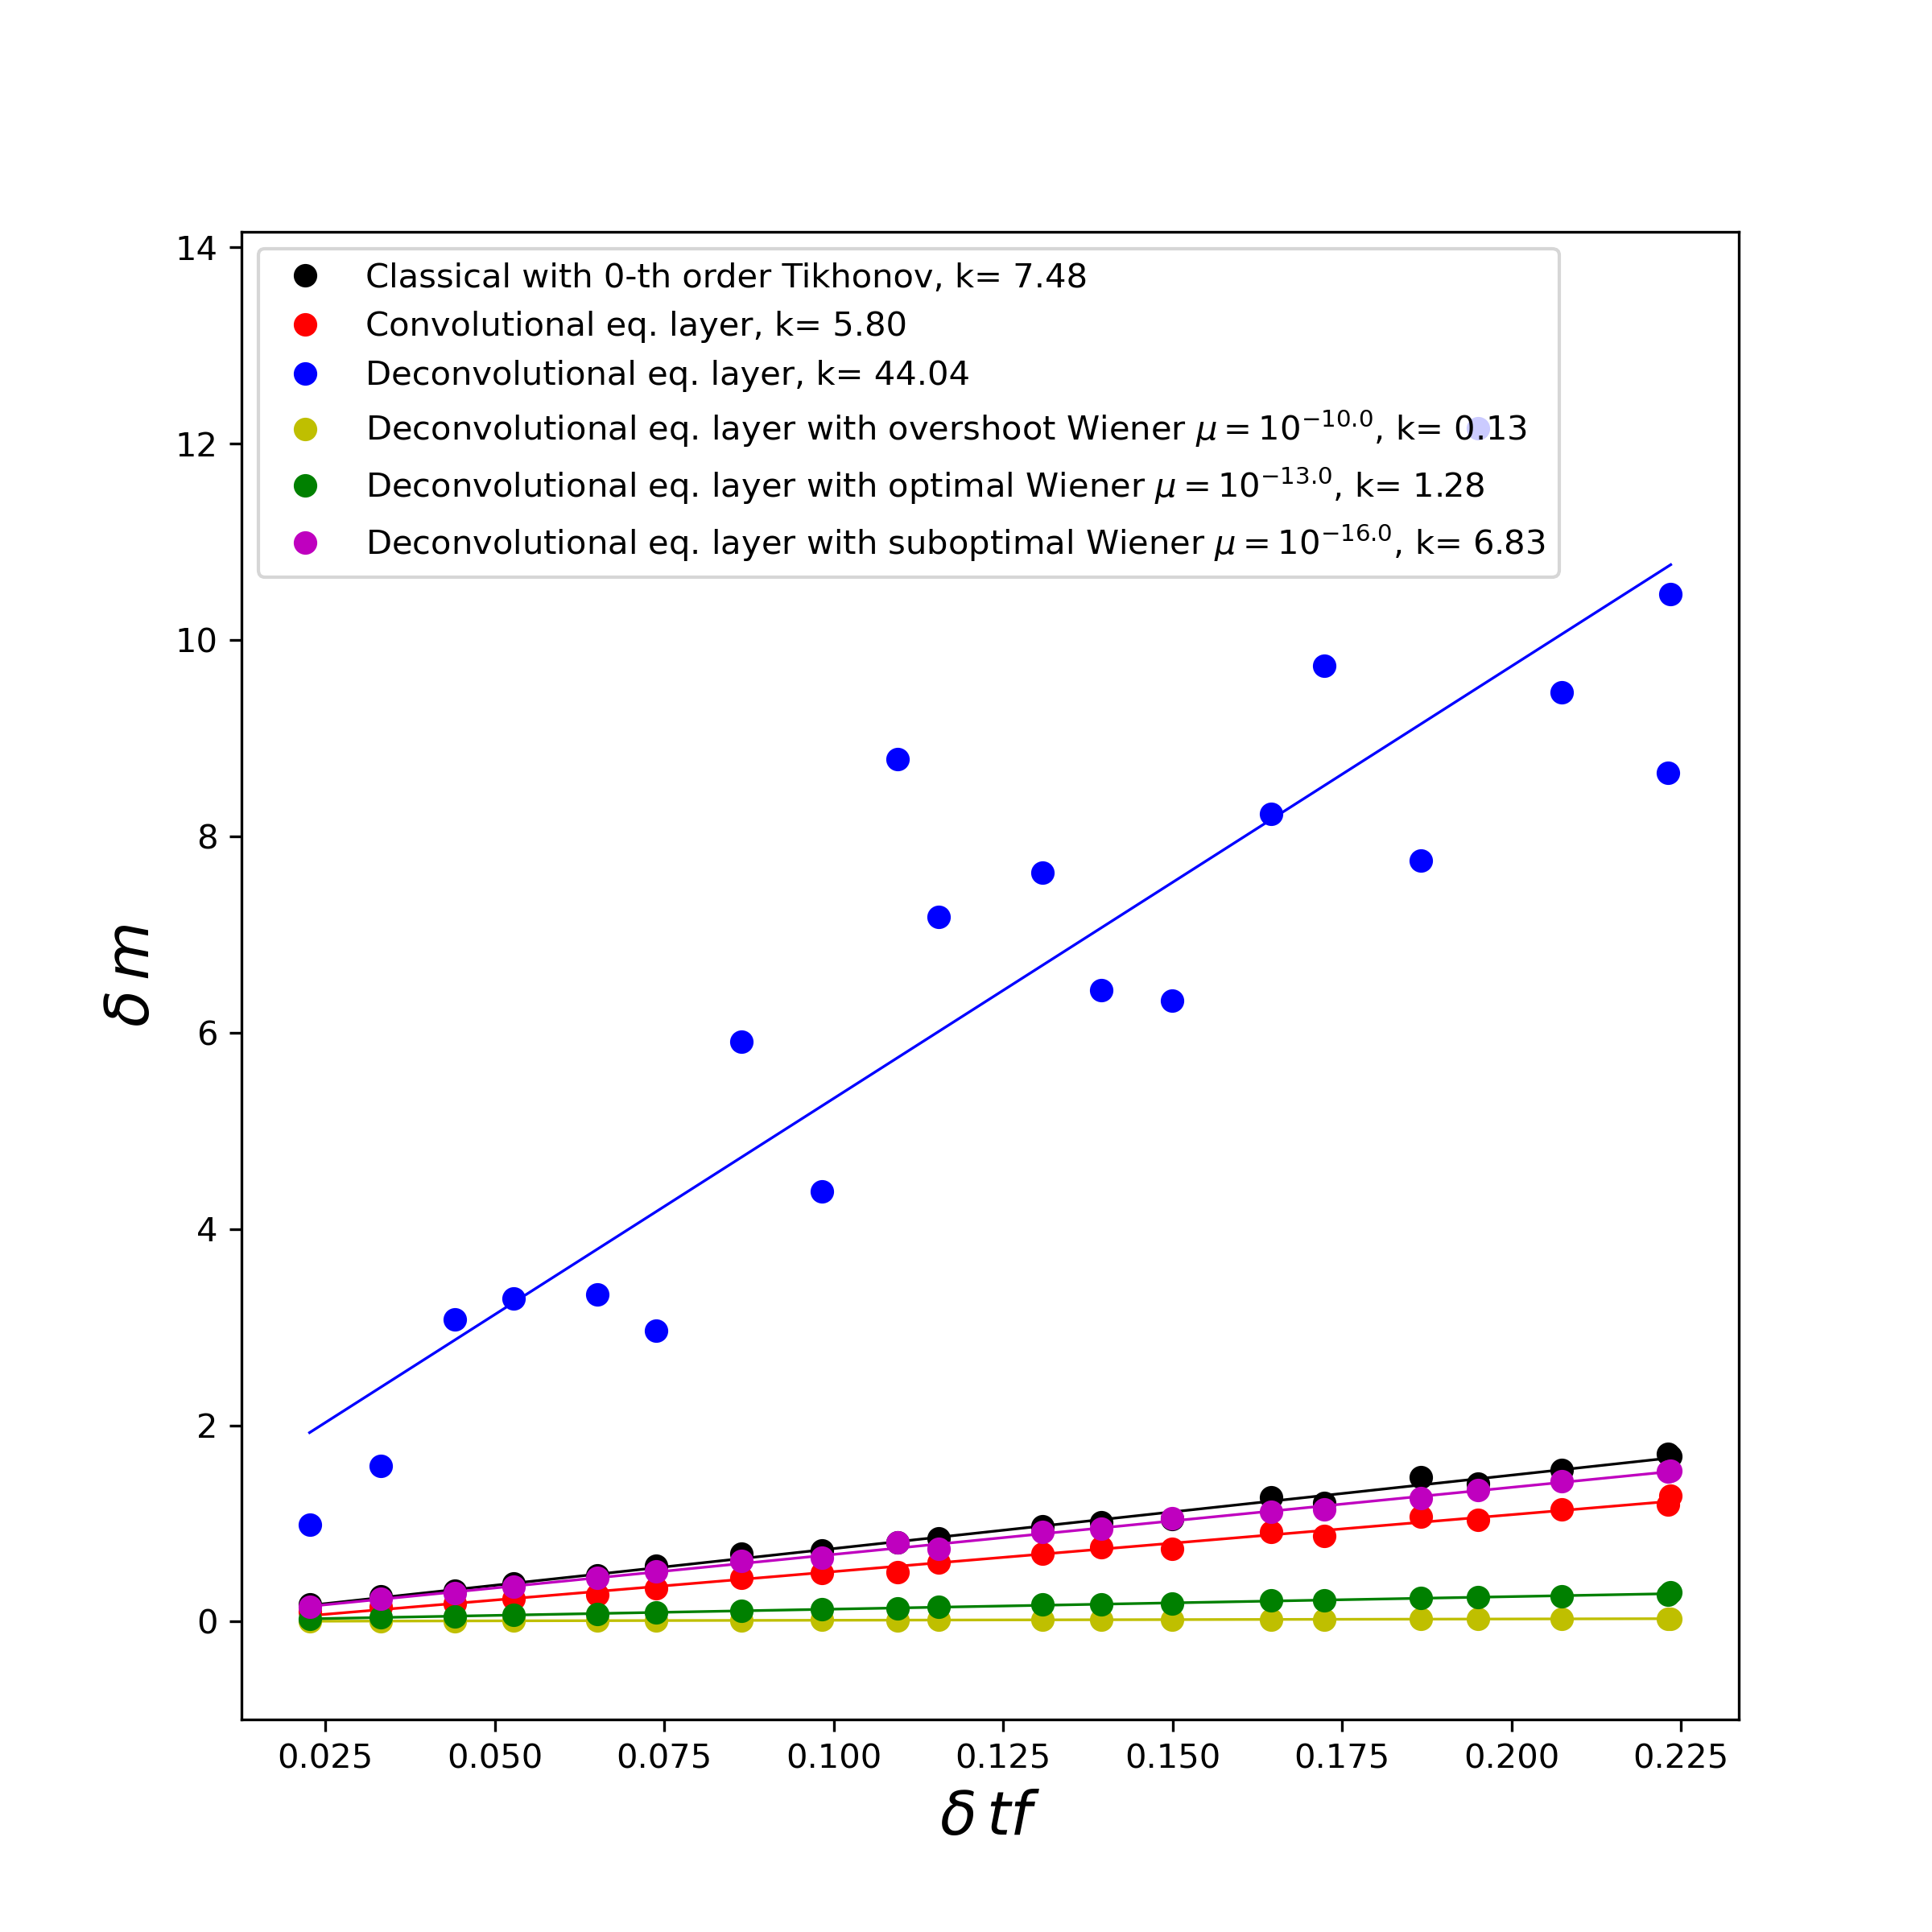 14
12
10
8
6
4
2
0
Classical with 0-th order Tikhonov, k= 7.48
Convolutional eq. layer, k= 5.80
Deconvolutional eq. layer, k= 44.04
Deconvolutional eq. layer with overshoot Wiener μ = 10^−10.0, k= 0.13
Deconvolutional eq. layer with optimal Wiener μ = 10^−13.0, k= 1.28
Deconvolutional eq. layer with suboptimal Wiener μ = 10^−16.0, k= 6.83
δ m
0.025 0.050 0.075 0.100 0.125 0.150 0.175 0.200 0.225
δ tf